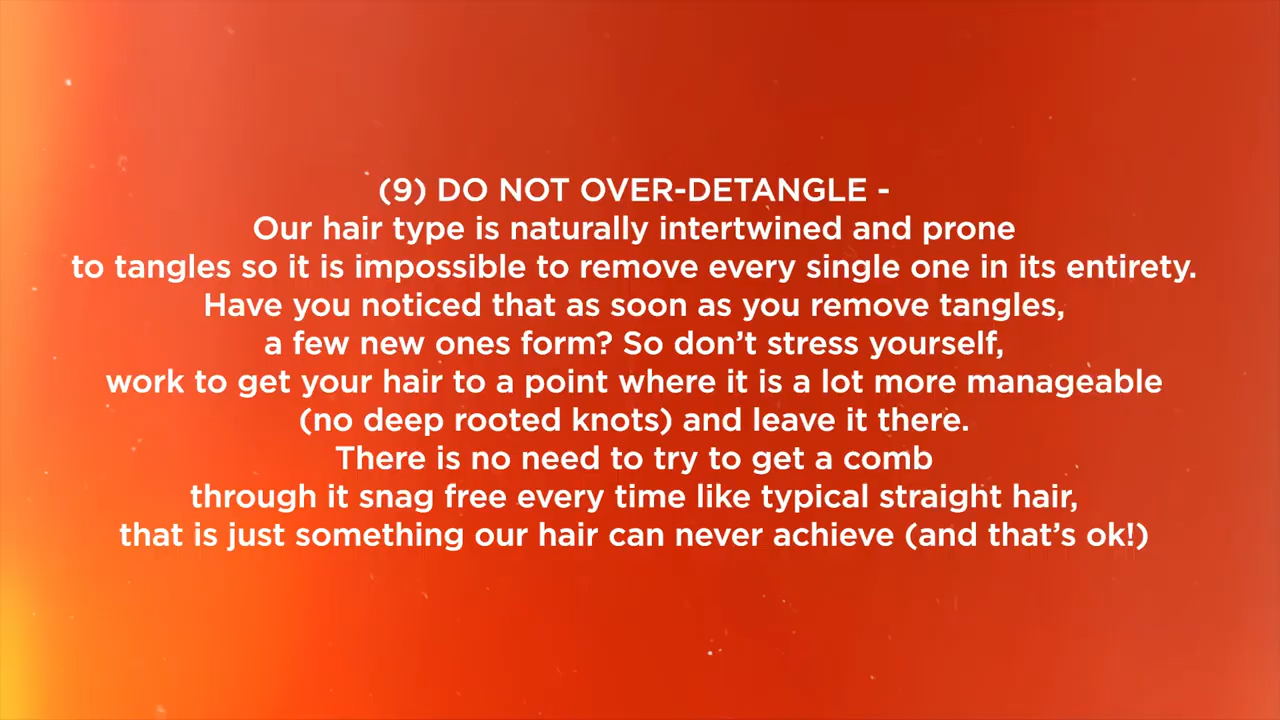 (9) DO NOT OVER-DETANGLE -
Our hair type is naturally intertwined and prone
to tangles so it is impossible to remove every single one in its entirety.
Have you noticed that as soon as you remove tangles,
a few new ones form? So don’t stress yourself,
work to get your hair to a point where it is a lot more manageable
(no deep rooted knots) and leave it there.
There is no need to try to get a comb
through it snag free every time like typical straight hair,
that is just something our hair can never achieve (and that’s ok!)